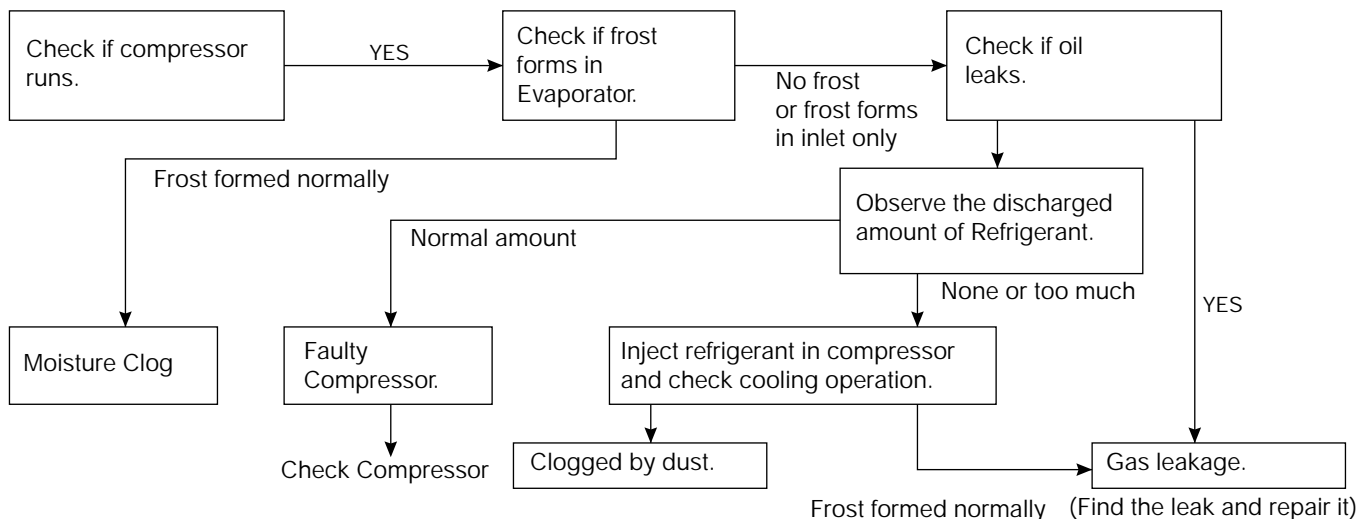 Check if compressor
runs.
YES
Check if frost
forms in
Evaporator.
No frost
or frost forms
in inlet only
Check if oil
leaks.
Frost formed normally
Observe the discharged
amount of Refrigerant.
Normal amount
None or too much
YES
Moisture Clog
Faulty
Compressor.
Inject refrigerant in compressor
and check cooling operation.
Check Compressor
Clogged by dust.
Gas leakage.
Frost formed normally
(Find the leak and repair it)